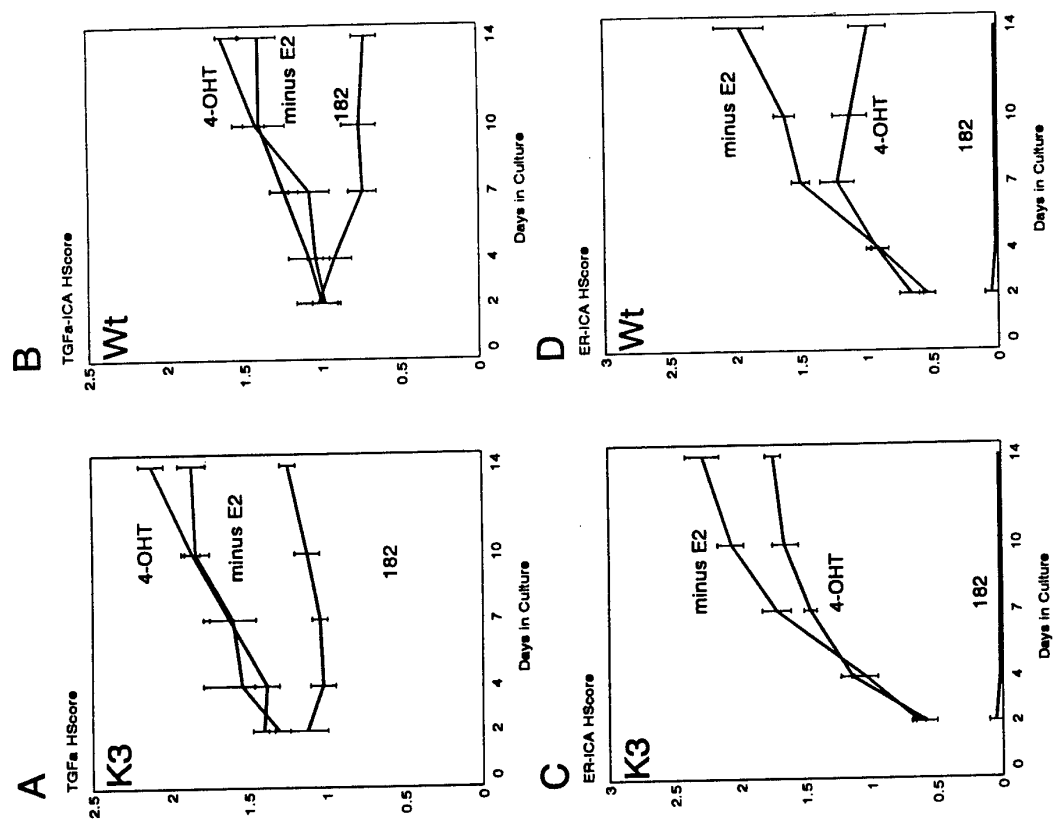 A
TGFa HScore
K3
2.5
2
1.5
1
0.5
0
4-OHT
minus E2
182
0 2 4 7 10 14
Days in Culture
B
TGFa-ICA HScore
Wt
2.5
2
1.5
1
0.5
0
4-OHT
minus E2
182
0 2 4 7 10 14
Days in Culture
C
ER-ICA HScore
K3
3
2.5
2
1.5
1
0.5
0
minus E2
4-OHT
182
0 2 4 7 10 14
Days in Culture
D
ER-ICA HScore
Wt
3
2.5
2
1.5
1
0.5
0
minus E2
4-OHT
182
0 2 4 7 10 14
Days in Culture